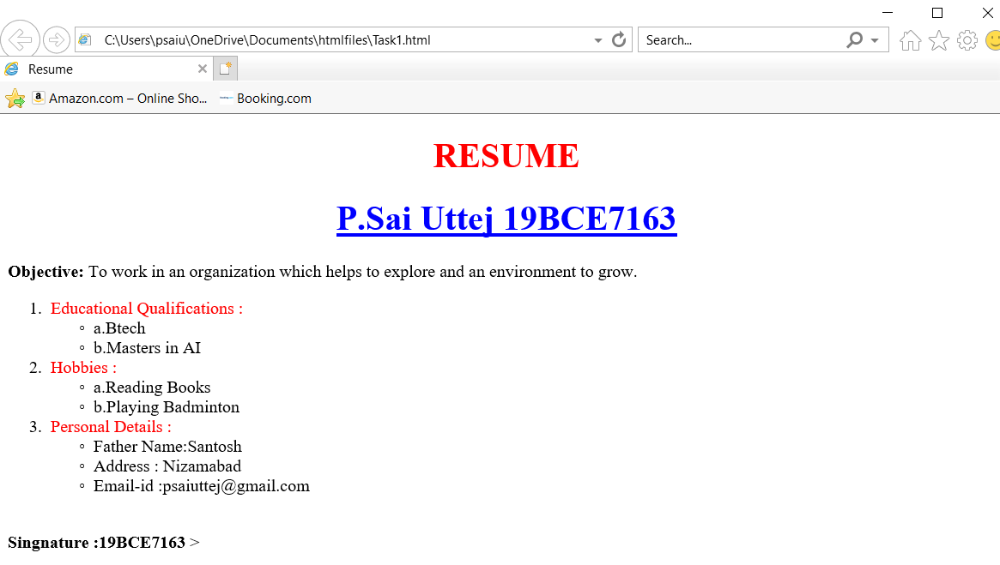 C:\Users\psaiu\OneDrive\Documents\htmlfiles\Task1.html Search...
Resume
Amazon.com – Online Sho... Booking.com
RESUME
P.Sai Uttej 19BCE7163
Objective: To work in an organization which helps to explore and an environment to grow.
1. Educational Qualifications :
a.Btech
b.Masters in AI
2. Hobbies :
a.Reading Books
b.Playing Badminton
3. Personal Details :
Father Name:Santosh
Address : Nizamabad
Email-id :psaiuttej@gmail.com
Singnature :19BCE7163 >